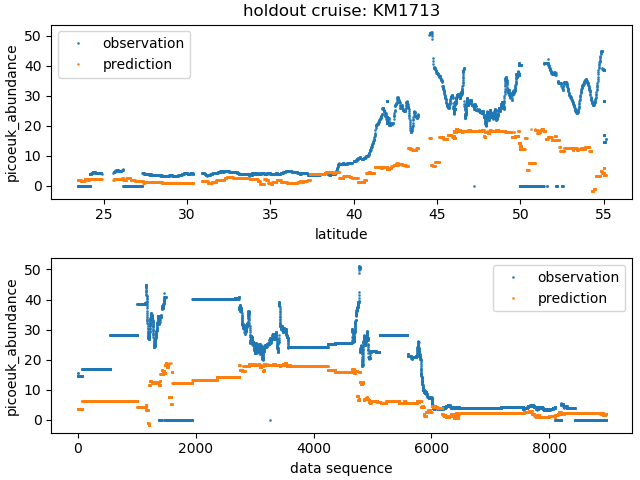 holdout cruise: KM1713
picoeuk_abundance
50
40
30
20
10
0
observation
prediction
25
30
35
40
45
50
55
latitude
picoeuk_abundance
50
40
30
20
10
0
observation
prediction
0
2000
4000
6000
8000
data sequence